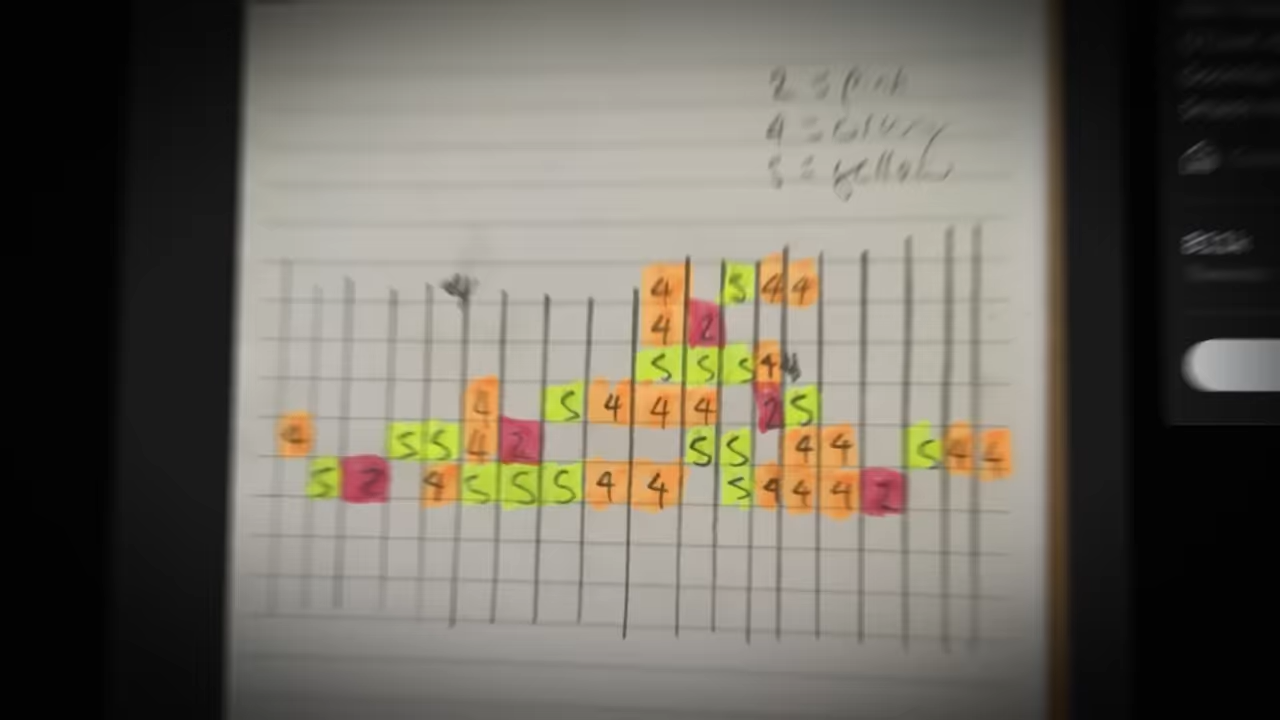 2 = pink
4 =
5 = yellow
4 5 4 4
4 2
5 5 5 4
4 5 4 4 4 2 5
4 5 5 4 2 5 5 4 4 5 4 4
5 2 4 5 5 5 4 4 5 4 4 4 2